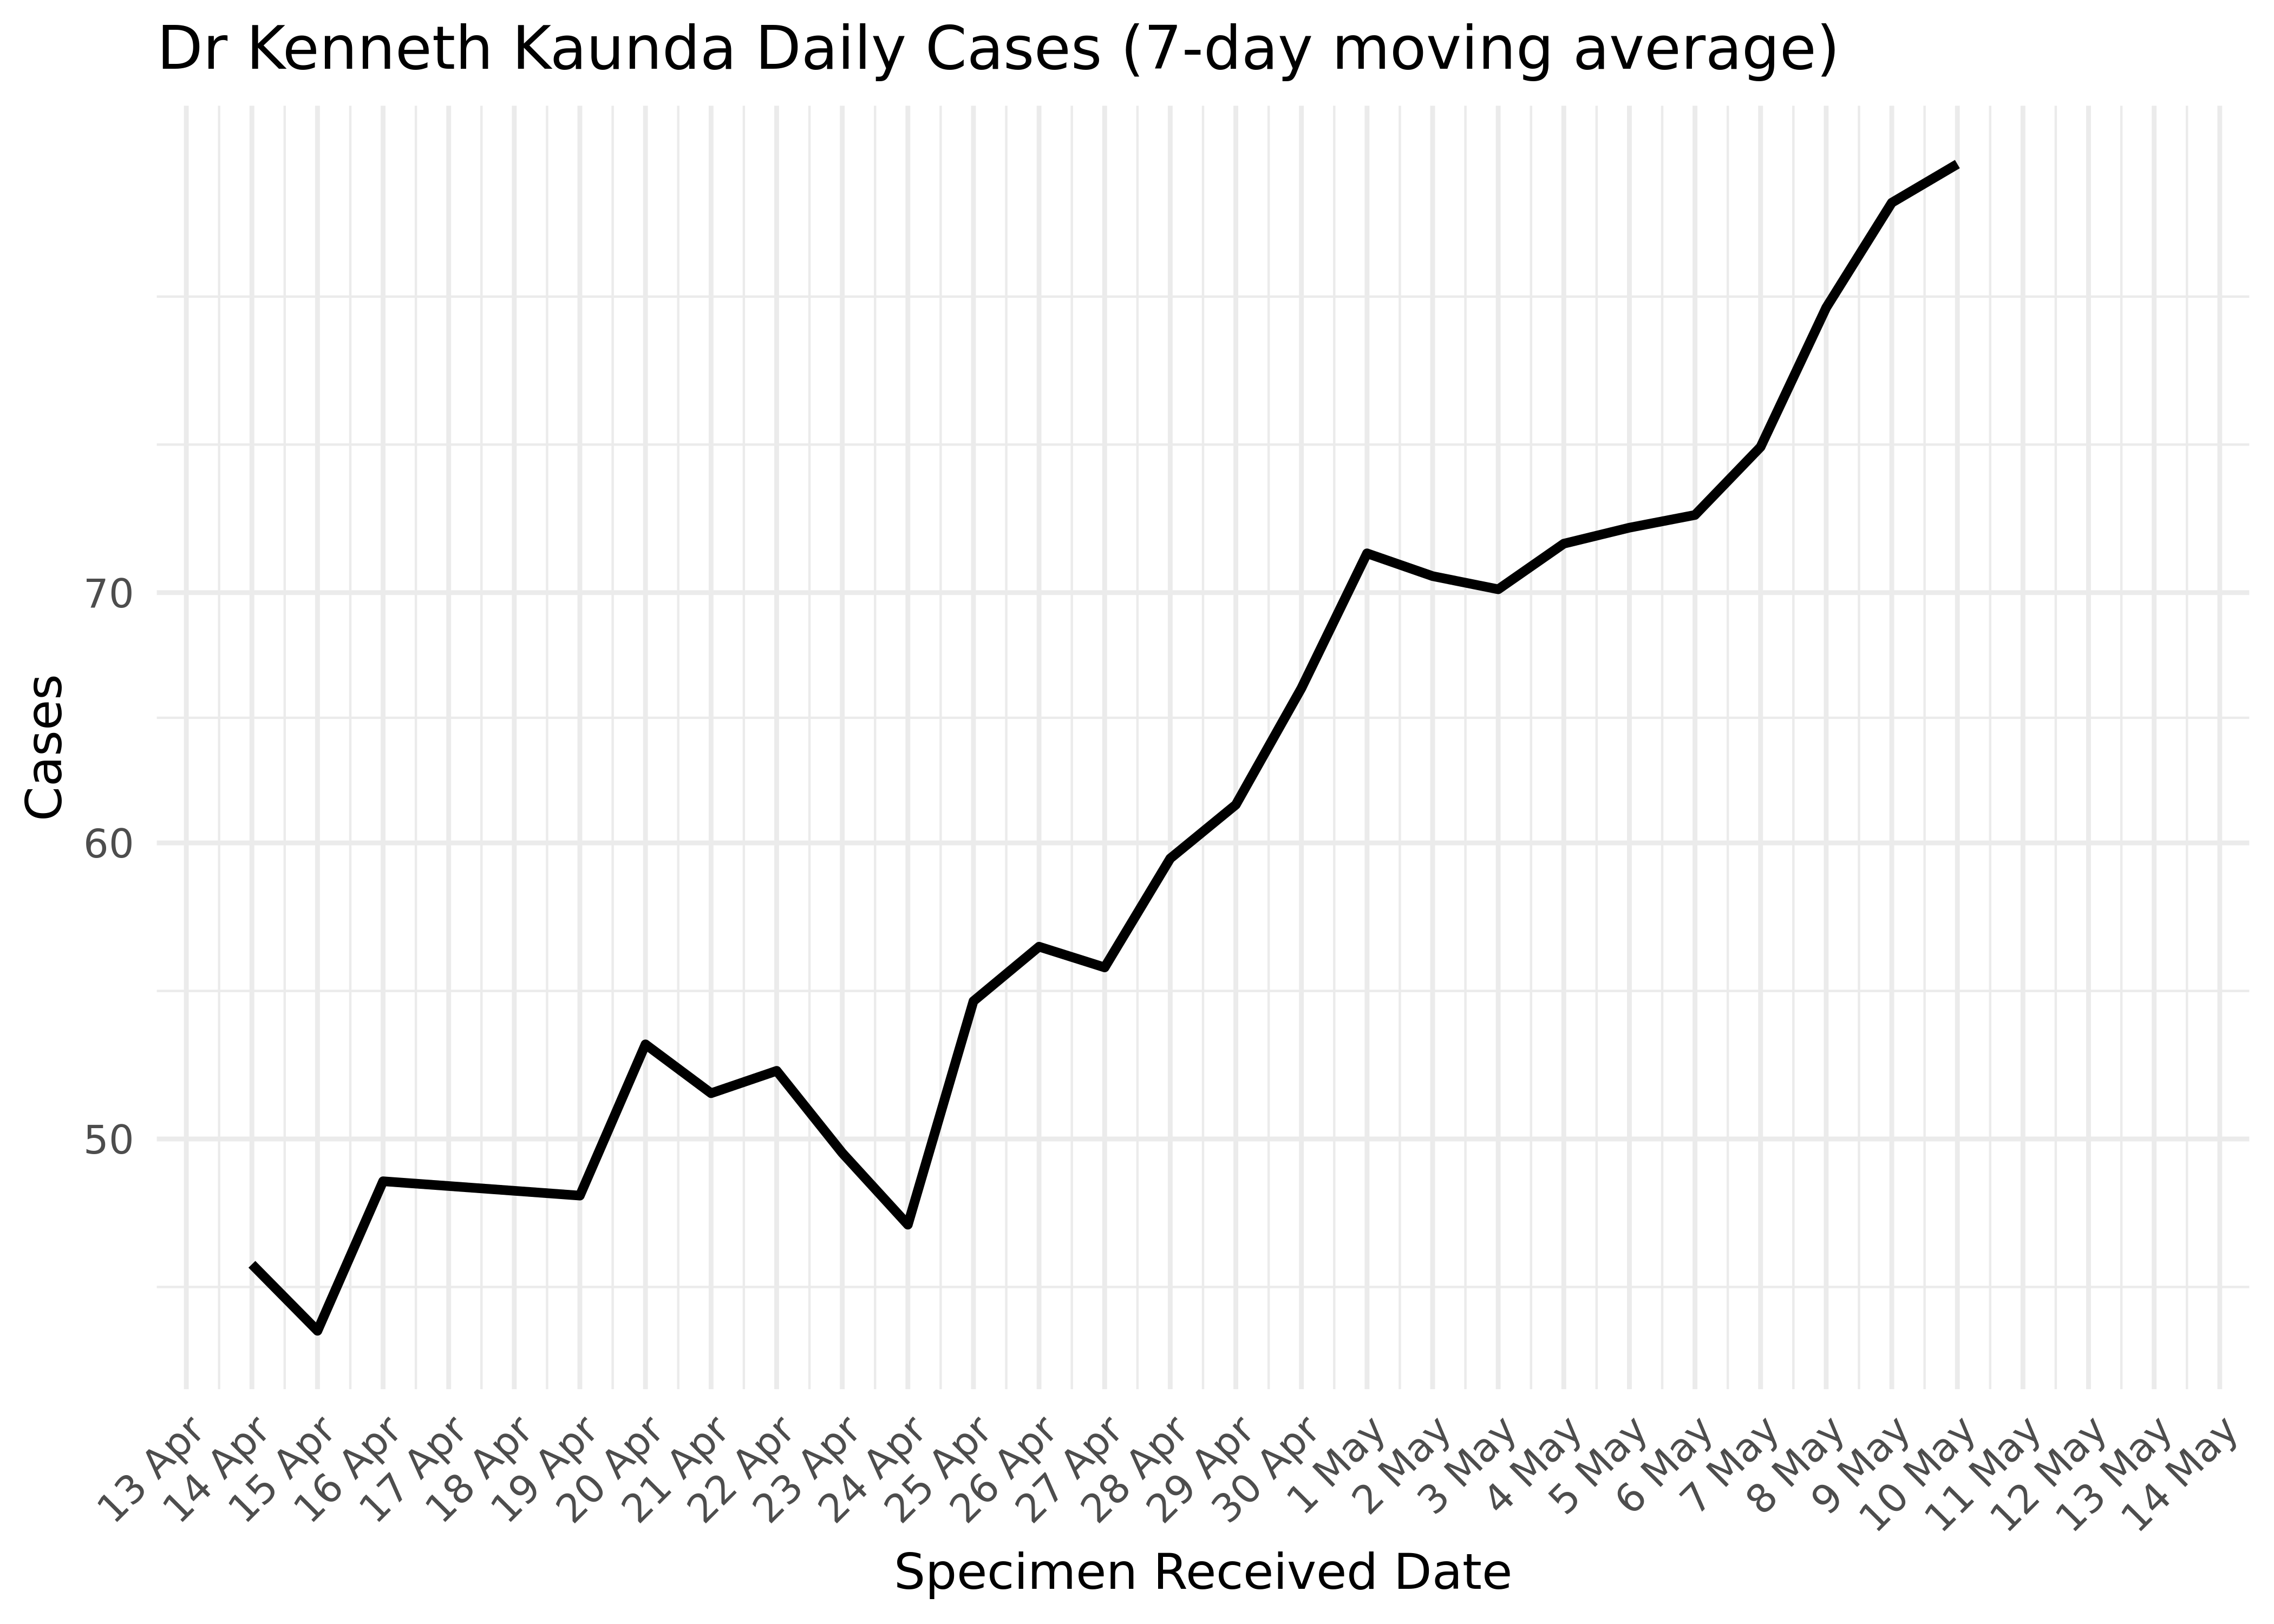 Dr Kenneth Kaunda Daily Cases (7-day moving average)
Cases
70
60
50
13 Apr
14 Apr
15 Apr
16 Apr
17 Apr
18 Apr
19 Apr
20 Apr
21 Apr
22 Apr
23 Apr
24 Apr
25 Apr
26 Apr
27 Apr
28 Apr
29 Apr
30 Apr
1 May
2 May
3 May
4 May
5 May
6 May
7 May
8 May
9 May
10 May
11 May
12 May
13 May
14 May
Specimen Received Date